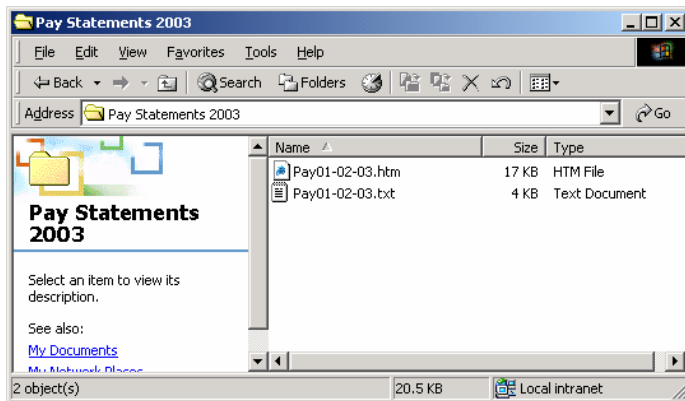 Pay Statements 2003
File Edit View Favorites Tools Help
Back Search Folders
Address Pay Statements 2003 Go
Name Size Type
Pay01-02-03.htm 17 KB HTM File
Pay01-02-03.txt 4 KB Text Document
Pay Statements
2003
Select an item to view its
description.
See also:
My Documents
My Network Places
2 object(s) 20.5 KB Local intranet